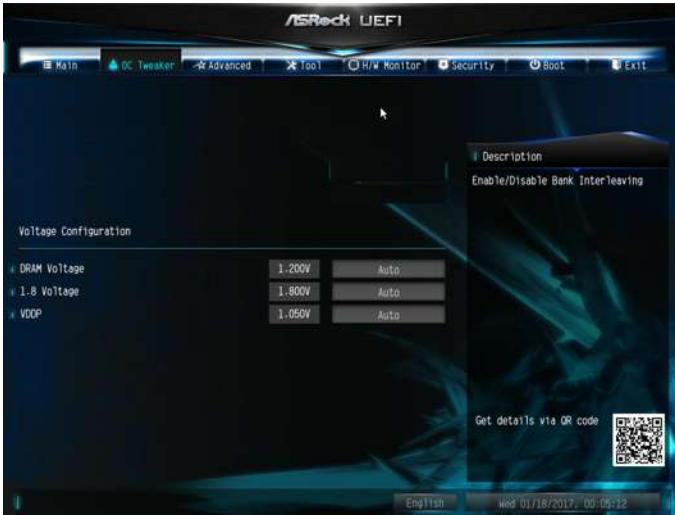 ASRock UEFI
Main
OC Tweaker
Advanced
Tool
H/W Monitor
Security
Boot
Exit
Description
Enable/Disable Bank Interleaving
Voltage Configuration
DRAM Voltage 1.200V Auto
1.8 Voltage 1.800V Auto
VDDP 1.050V Auto
Get details via QR code
English
Wed 01/18/2017, 00:05:12